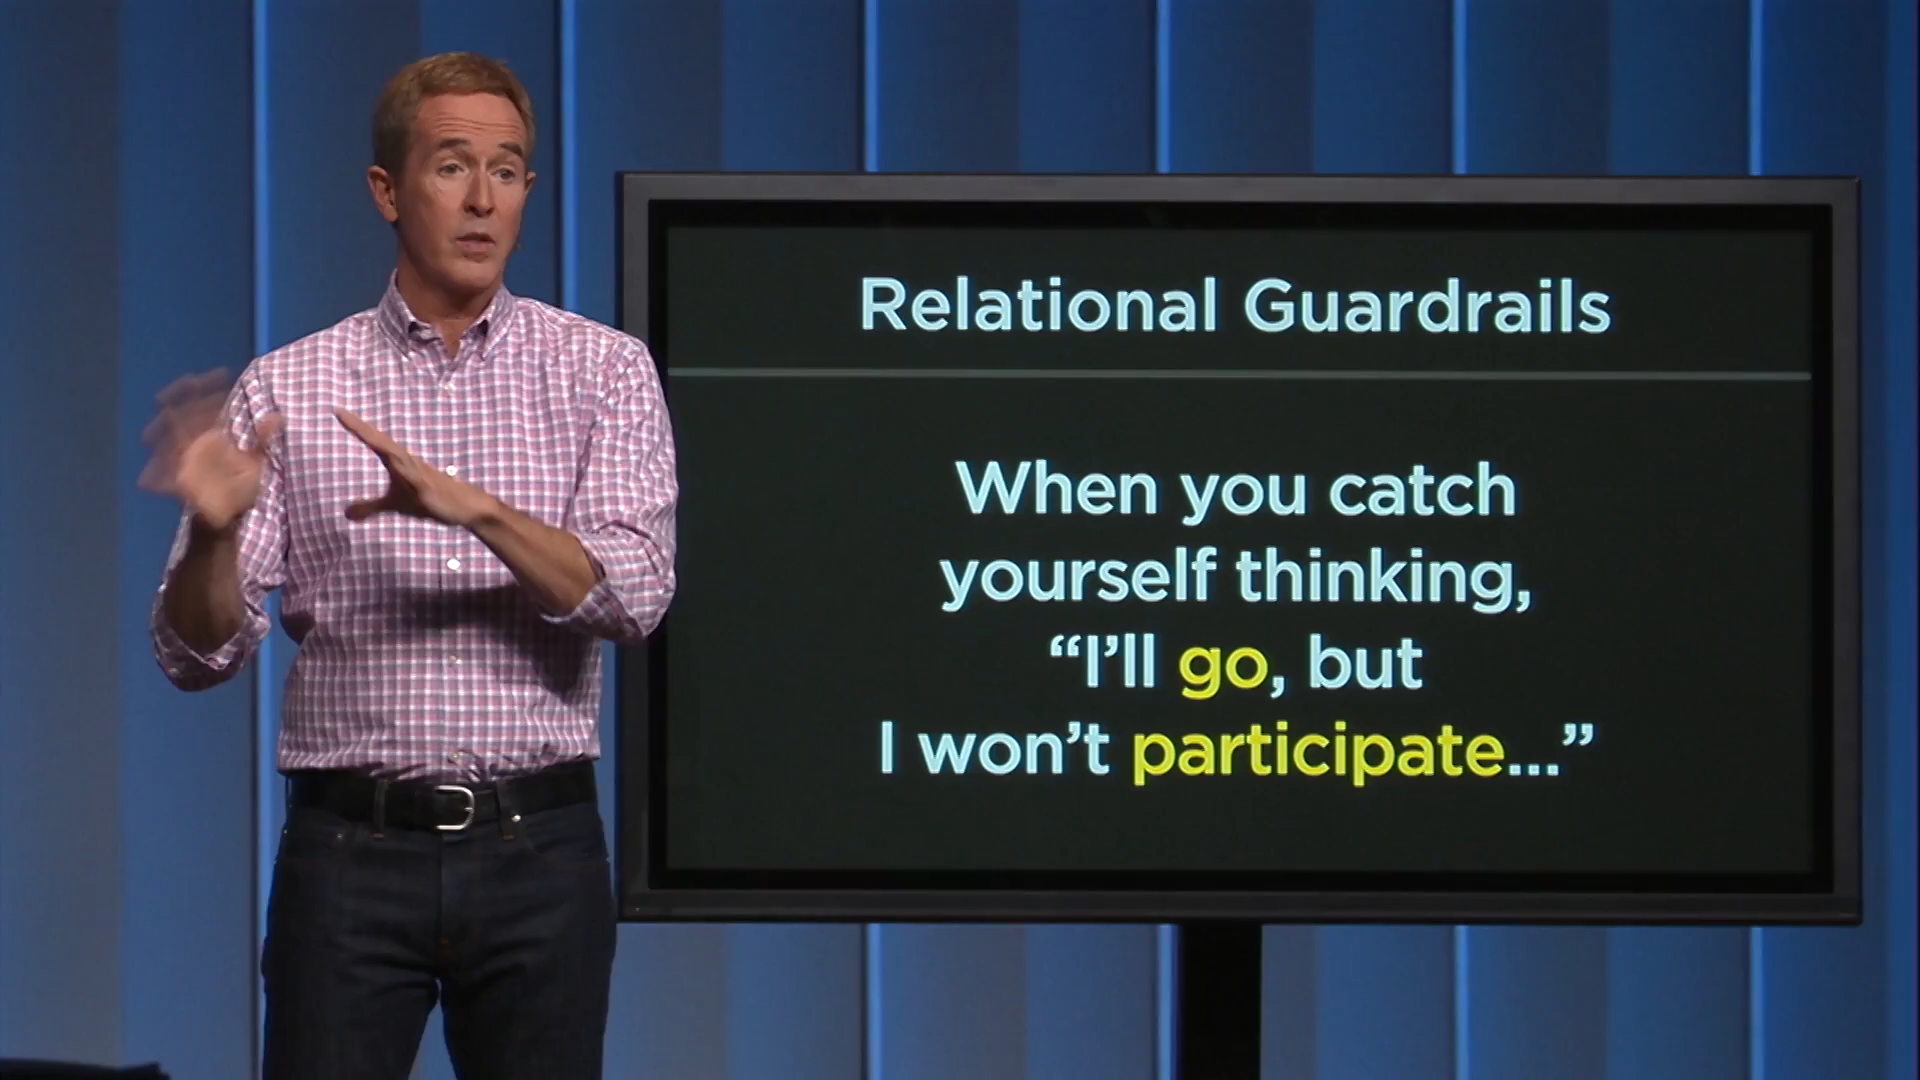 Relational Guardrails
When you catch
yourself thinking,
“I’ll go, but
I won’t participate...”